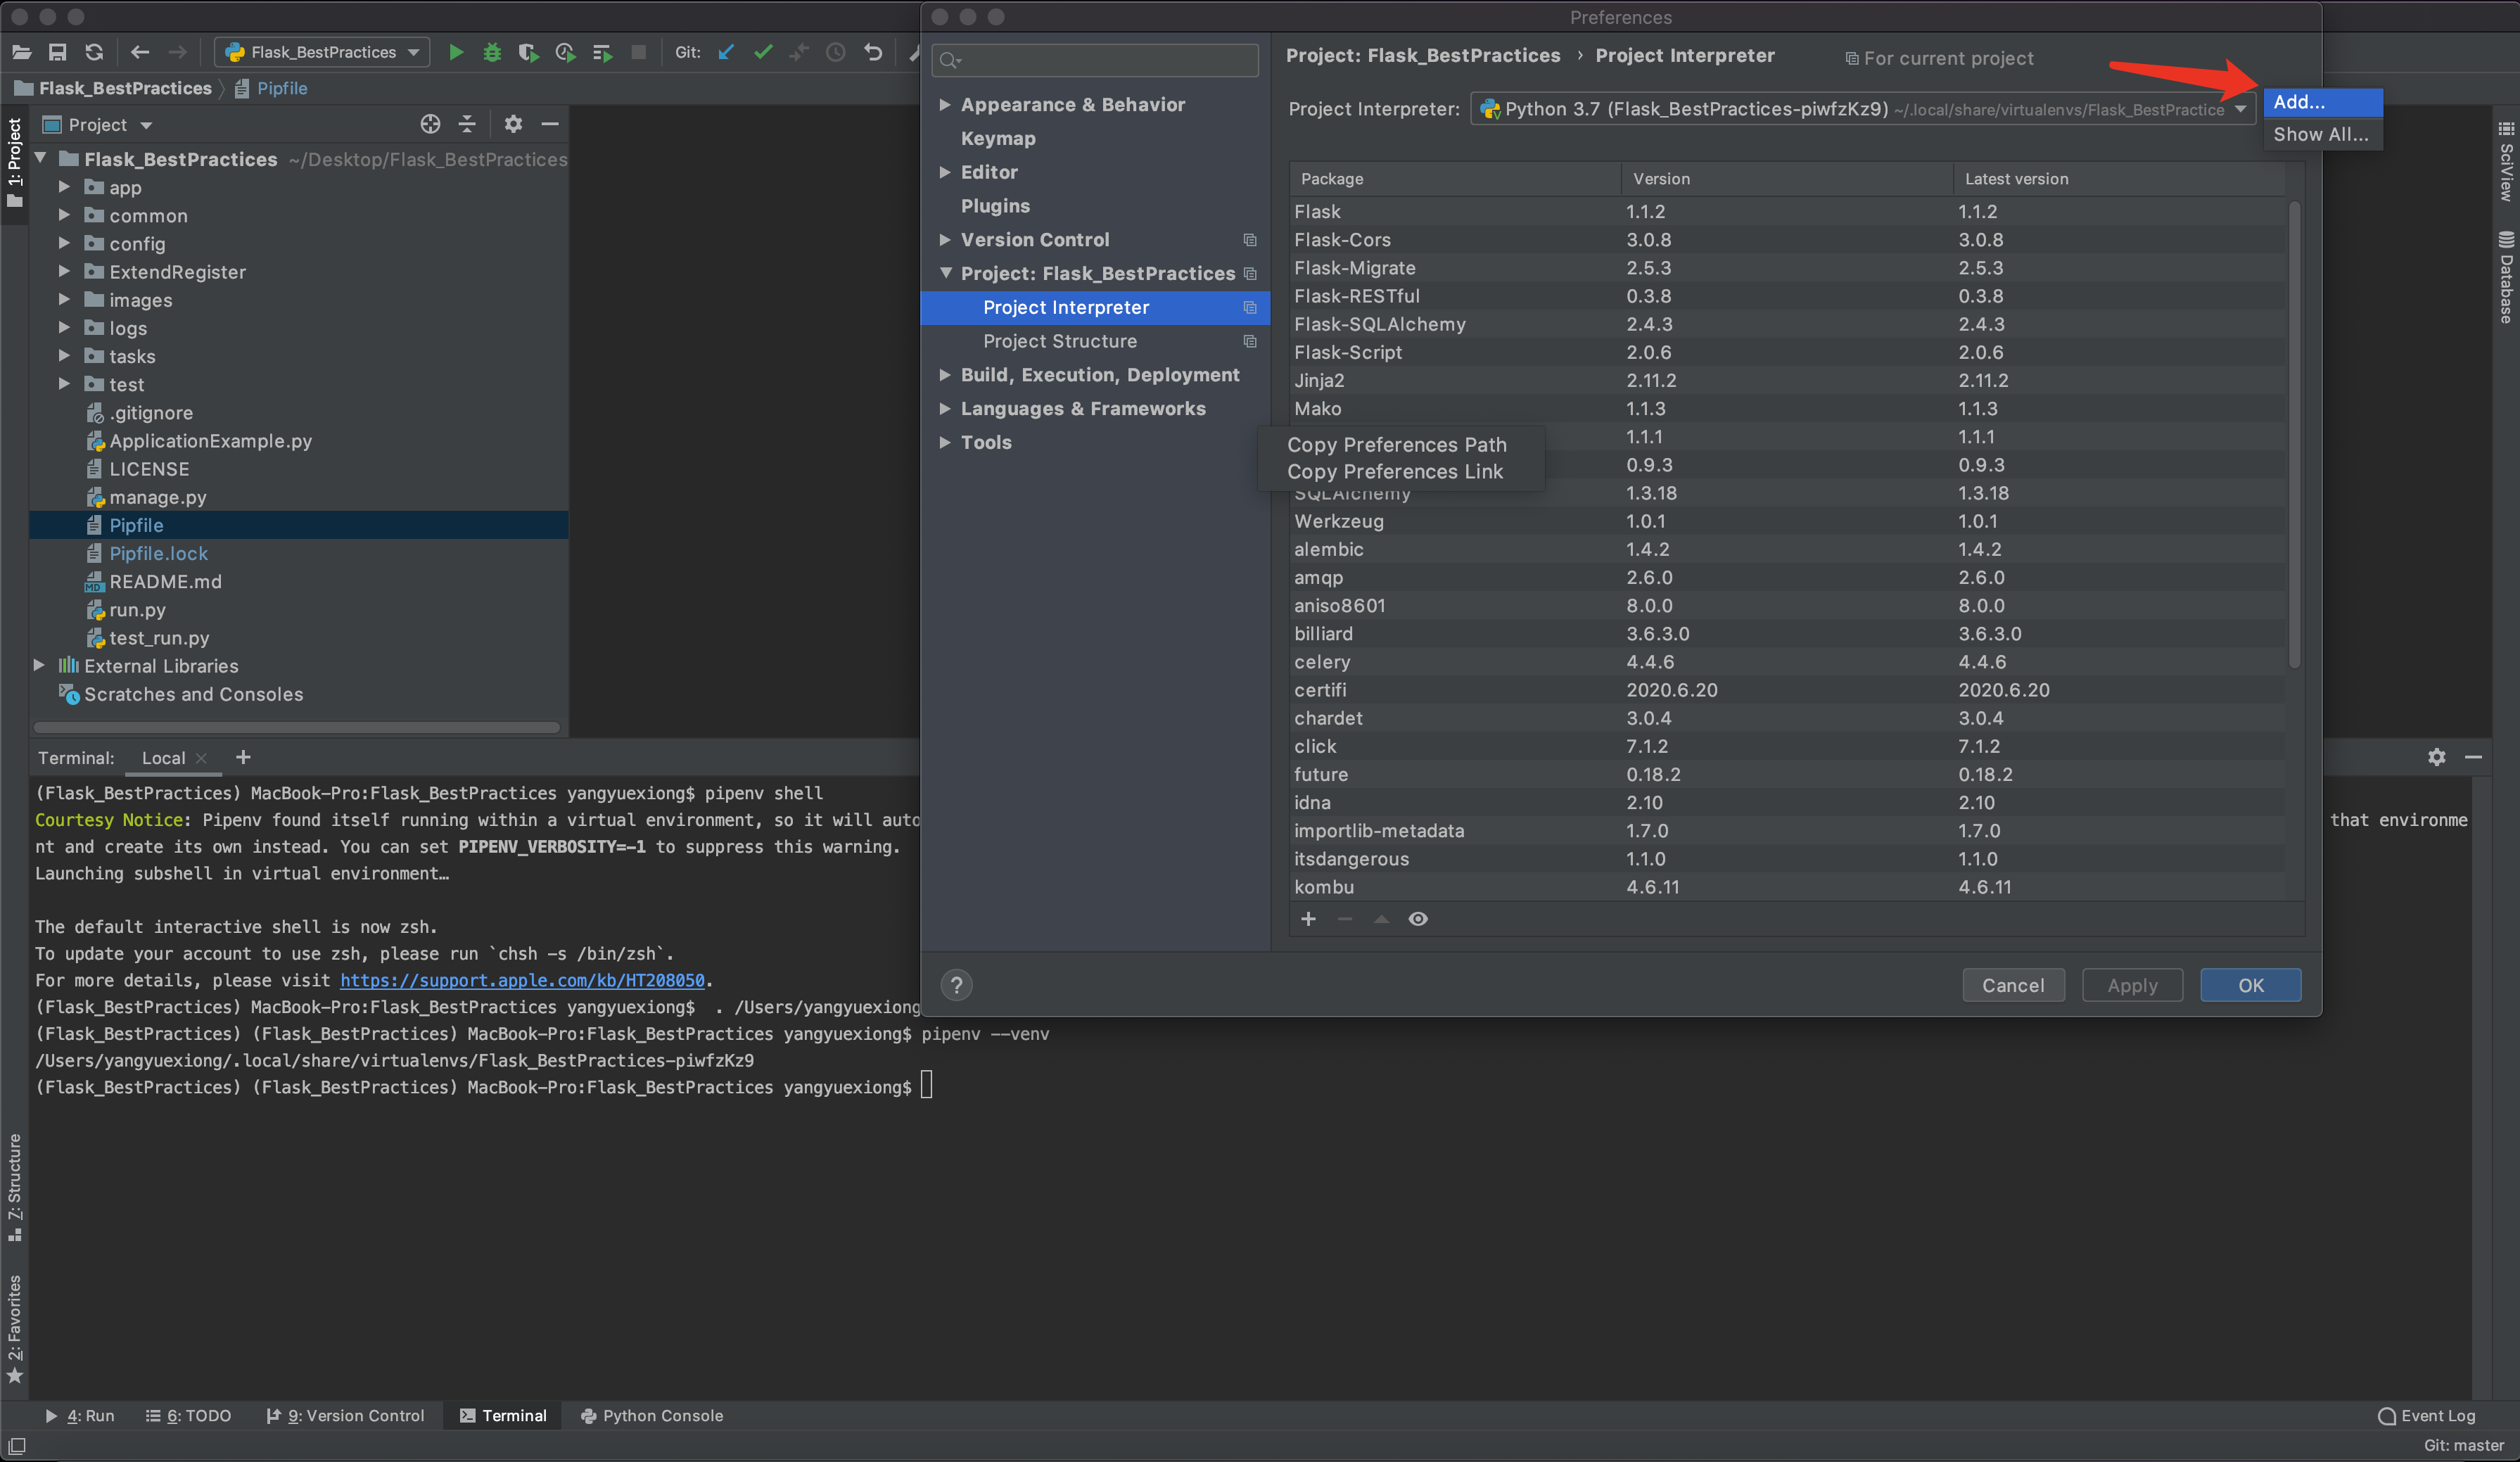 Preferences
Flask_BestPractices
Git:
Flask_BestPractices
Pipfile
1: Project
Project
Flask_BestPractices ~/Desktop/Flask_BestPractices
app
common
config
ExtendRegister
images
logs
tasks
test
.gitignore
ApplicationExample.py
LICENSE
manage.py
Pipfile
Pipfile.lock
README.md
run.py
test_run.py
External Libraries
Scratches and Consoles
Appearance & Behavior
Keymap
Editor
Plugins
Version Control
Project: Flask_BestPractices
Project Interpreter
Project Structure
Build, Execution, Deployment
Languages & Frameworks
Tools
Project: Flask_BestPractices › Project Interpreter
For current project
Project Interpreter: Python 3.7 (Flask_BestPractices-piwfzKz9) ~/.local/share/virtualenvs/Flask_BestPractice
Add...
Show All...
Package Version Latest version
Flask 1.1.2 1.1.2
Flask-Cors 3.0.8 3.0.8
Flask-Migrate 2.5.3 2.5.3
Flask-RESTful 0.3.8 0.3.8
Flask-SQLAlchemy 2.4.3 2.4.3
Flask-Script 2.0.6 2.0.6
Jinja2 2.11.2 2.11.2
Mako 1.1.3 1.1.3
1.1.1 1.1.1
Copy Preferences Path
0.9.3 0.9.3
Copy Preferences Link
SQLAlchemy 1.3.18 1.3.18
Werkzeug 1.0.1 1.0.1
alembic 1.4.2 1.4.2
amqp 2.6.0 2.6.0
aniso8601 8.0.0 8.0.0
billiard 3.6.3.0 3.6.3.0
celery 4.4.6 4.4.6
certifi 2020.6.20 2020.6.20
chardet 3.0.4 3.0.4
click 7.1.2 7.1.2
future 0.18.2 0.18.2
idna 2.10 2.10
importlib-metadata 1.7.0 1.7.0
itsdangerous 1.1.0 1.1.0
kombu 4.6.11 4.6.11
?
Cancel
Apply
OK
SciView
Database
Terminal: Local
(Flask_BestPractices) MacBook-Pro:Flask_BestPractices yangyuexiong$ pipenv shell
Courtesy Notice: Pipenv found itself running within a virtual environment, so it will auto that environme
nt and create its own instead. You can set PIPENV_VERBOSITY=-1 to suppress this warning.
Launching subshell in virtual environment…
The default interactive shell is now zsh.
To update your account to use zsh, please run `chsh -s /bin/zsh`.
For more details, please visit https://support.apple.com/kb/HT208050.
(Flask_BestPractices) MacBook-Pro:Flask_BestPractices yangyuexiong$  . /Users/yangyuexiong
(Flask_BestPractices) (Flask_BestPractices) MacBook-Pro:Flask_BestPractices yangyuexiong$ pipenv --venv
/Users/yangyuexiong/.local/share/virtualenvs/Flask_BestPractices-piwfzKz9
(Flask_BestPractices) (Flask_BestPractices) MacBook-Pro:Flask_BestPractices yangyuexiong$
7: Structure
2: Favorites
4: Run
6: TODO
9: Version Control
Terminal
Python Console
Event Log
Git: master